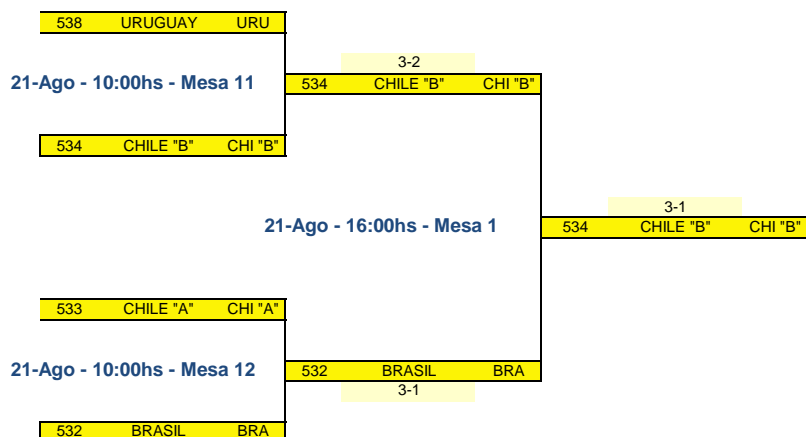 538 URUGUAY URU
3-2
21-Ago - 10:00hs - Mesa 11
534 CHILE "B" CHI "B"
534 CHILE "B" CHI "B"
3-1
21-Ago - 16:00hs - Mesa 1
534 CHILE "B" CHI "B"
533 CHILE "A" CHI "A"
21-Ago - 10:00hs - Mesa 12
532 BRASIL BRA
3-1
532 BRASIL BRA